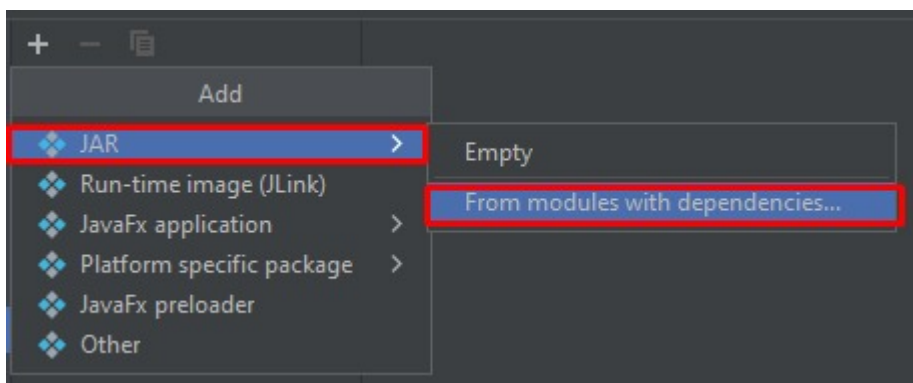 Add
JAR
Run-time image (JLink)
JavaFx application
Platform specific package
JavaFx preloader
Other
Empty
From modules with dependencies...